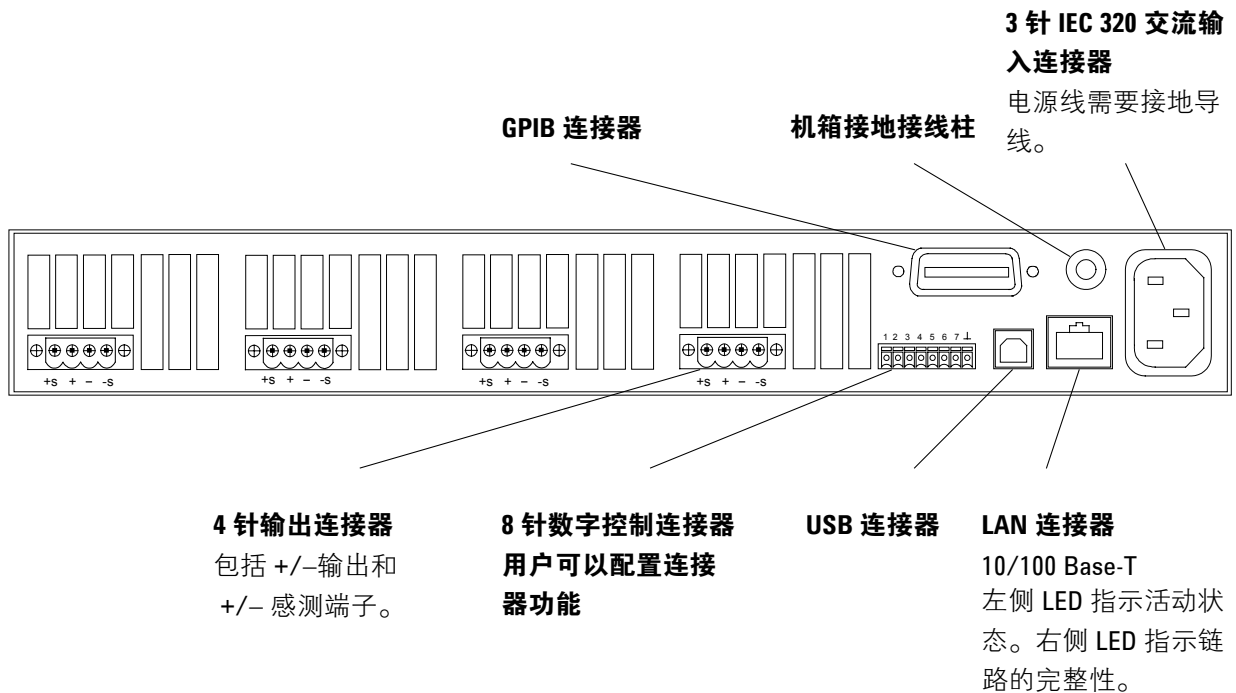 3 针 IEC 320 交流输
入连接器
电源线需要接地导
线。
GPIB 连接器
机箱接地接线柱
1 2 3 4 5 6 7 ⊥
+s + – -s
+s + – -s
+s + – -s
+s + – -s
4 针输出连接器
包括 +/–输出和
+/– 感测端子。
8 针数字控制连接器
用户可以配置连接
器功能
USB 连接器
LAN 连接器
10/100 Base-T
左侧 LED 指示活动状
态。右侧 LED 指示链
路的完整性。